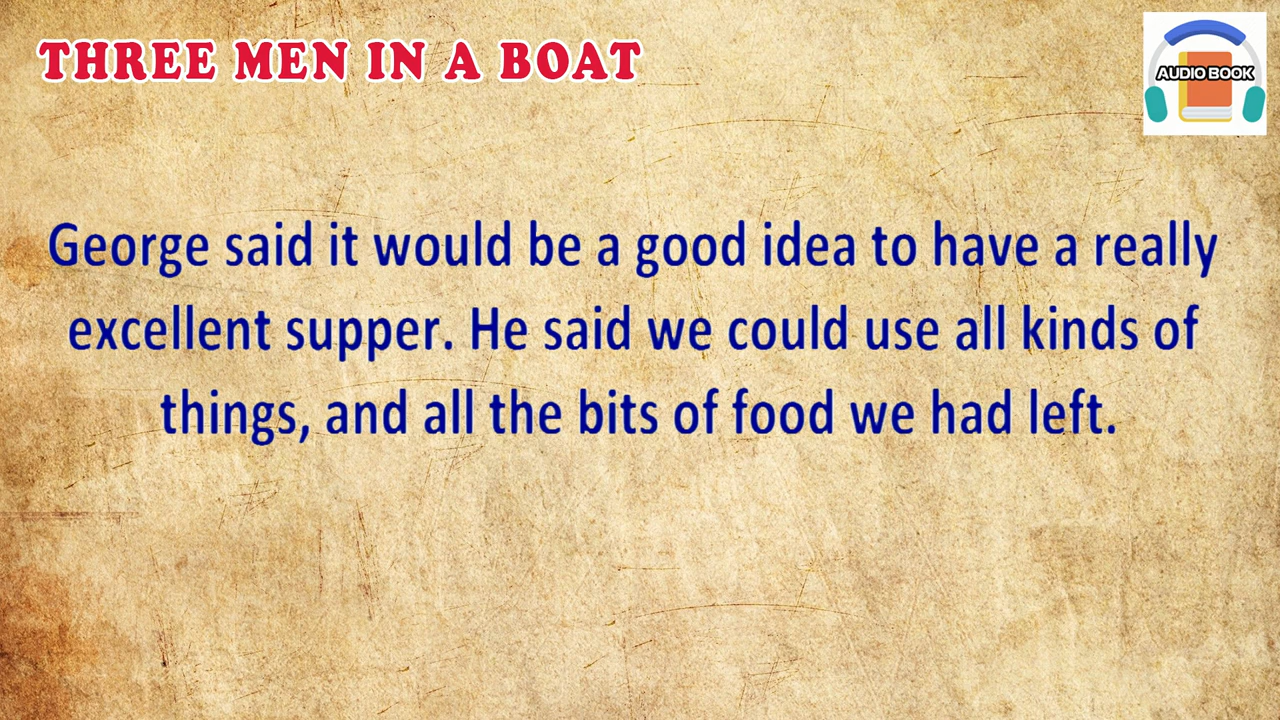 THREE MEN IN A BOAT
AUDIO BOOK
George said it would be a good idea to have a really
excellent supper. He said we could use all kinds of
things, and all the bits of food we had left.